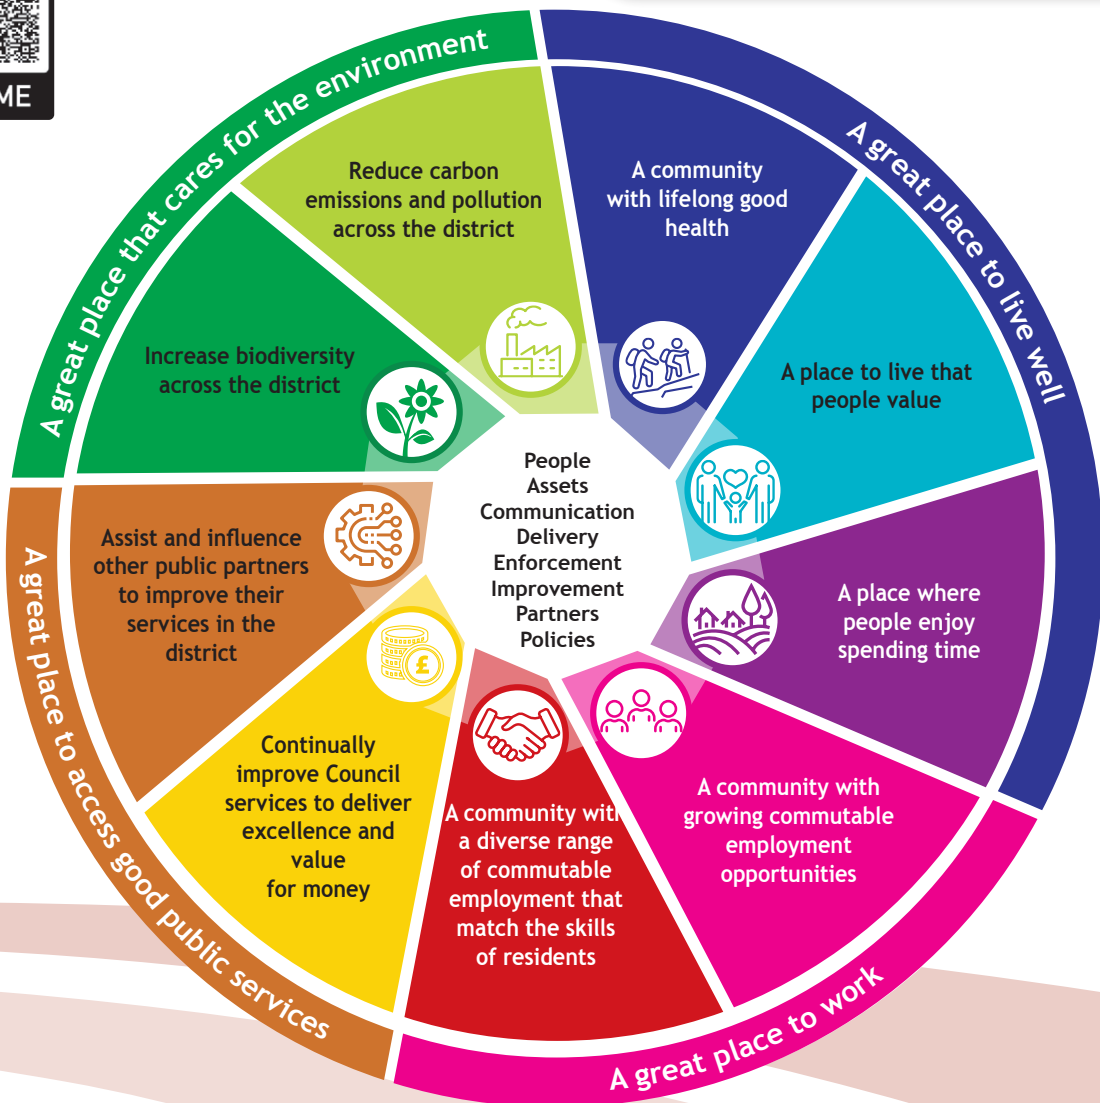 ME
A great place that cares for the environment
A great place to live well
A great place to work
A great place to access good public services
Reduce carbon
emissions and pollution
across the district
A community
with lifelong good
health
A place to live that
people value
A place where
people enjoy
spending time
A community with
growing commutable
employment
opportunities
A community with
a diverse range
of commutable
employment that
match the skills
of residents
Continually
improve Council
services to deliver
excellence and
value
for money
£
Assist and influence
other public partners
to improve their
services in the
district
Increase biodiversity
across the district
People
Assets
Communication
Delivery
Enforcement
Improvement
Partners
Policies